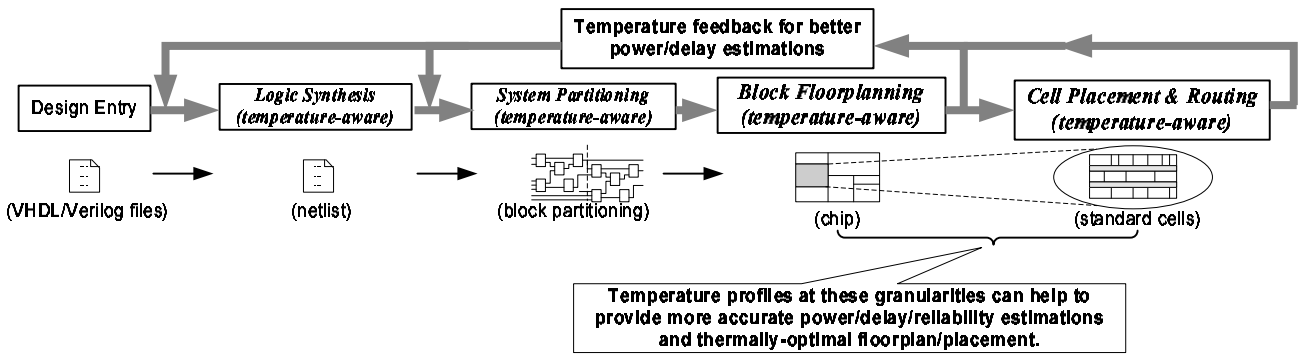 Temperature feedback for better
power/delay estimations
Design Entry
Logic Synthesis
(temperature-aware)
System Partitioning
(temperature-aware)
Block Floorplanning
(temperature-aware)
Cell Placement & Routing
(temperature-aware)
(VHDL/Verilog files)
(netlist)
(block partitioning)
(chip)
(standard cells)
Temperature profiles at these granularities can help to
provide more accurate power/delay/reliability estimations
and thermally-optimal floorplan/placement.